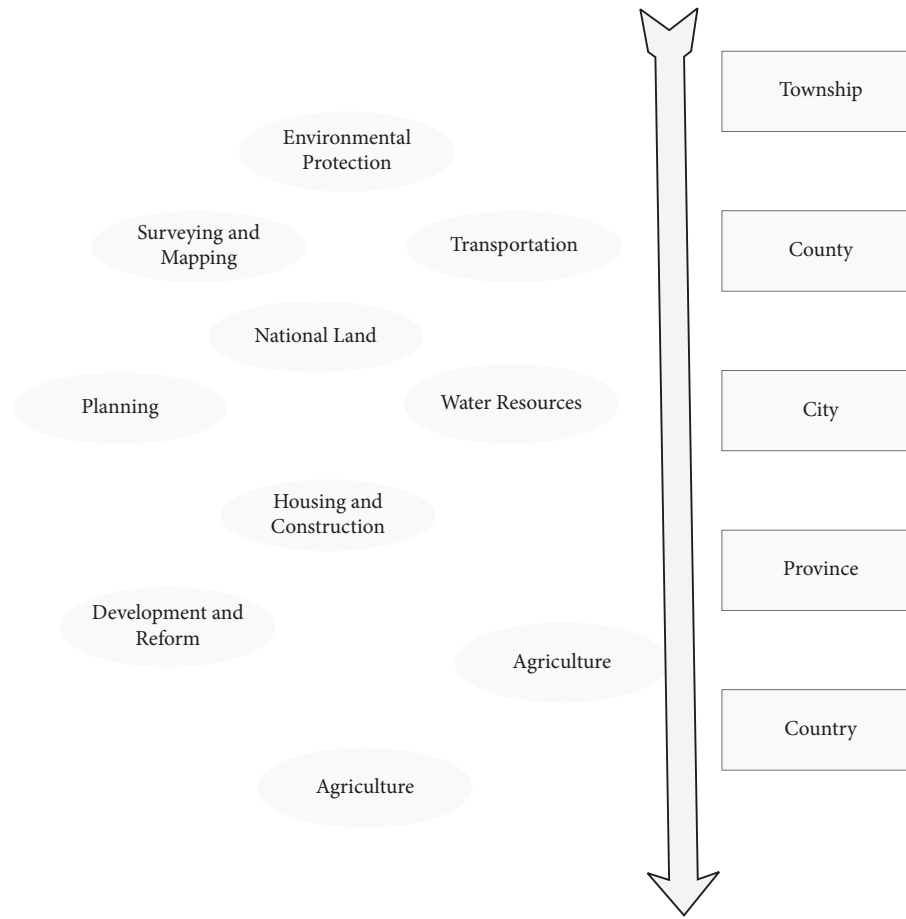 Township
Environmental
Protection
Surveying and
Mapping
Transportation
County
National Land
Planning
Water Resources
City
Housing and
Construction
Province
Development and
Reform
Agriculture
Country
Agriculture